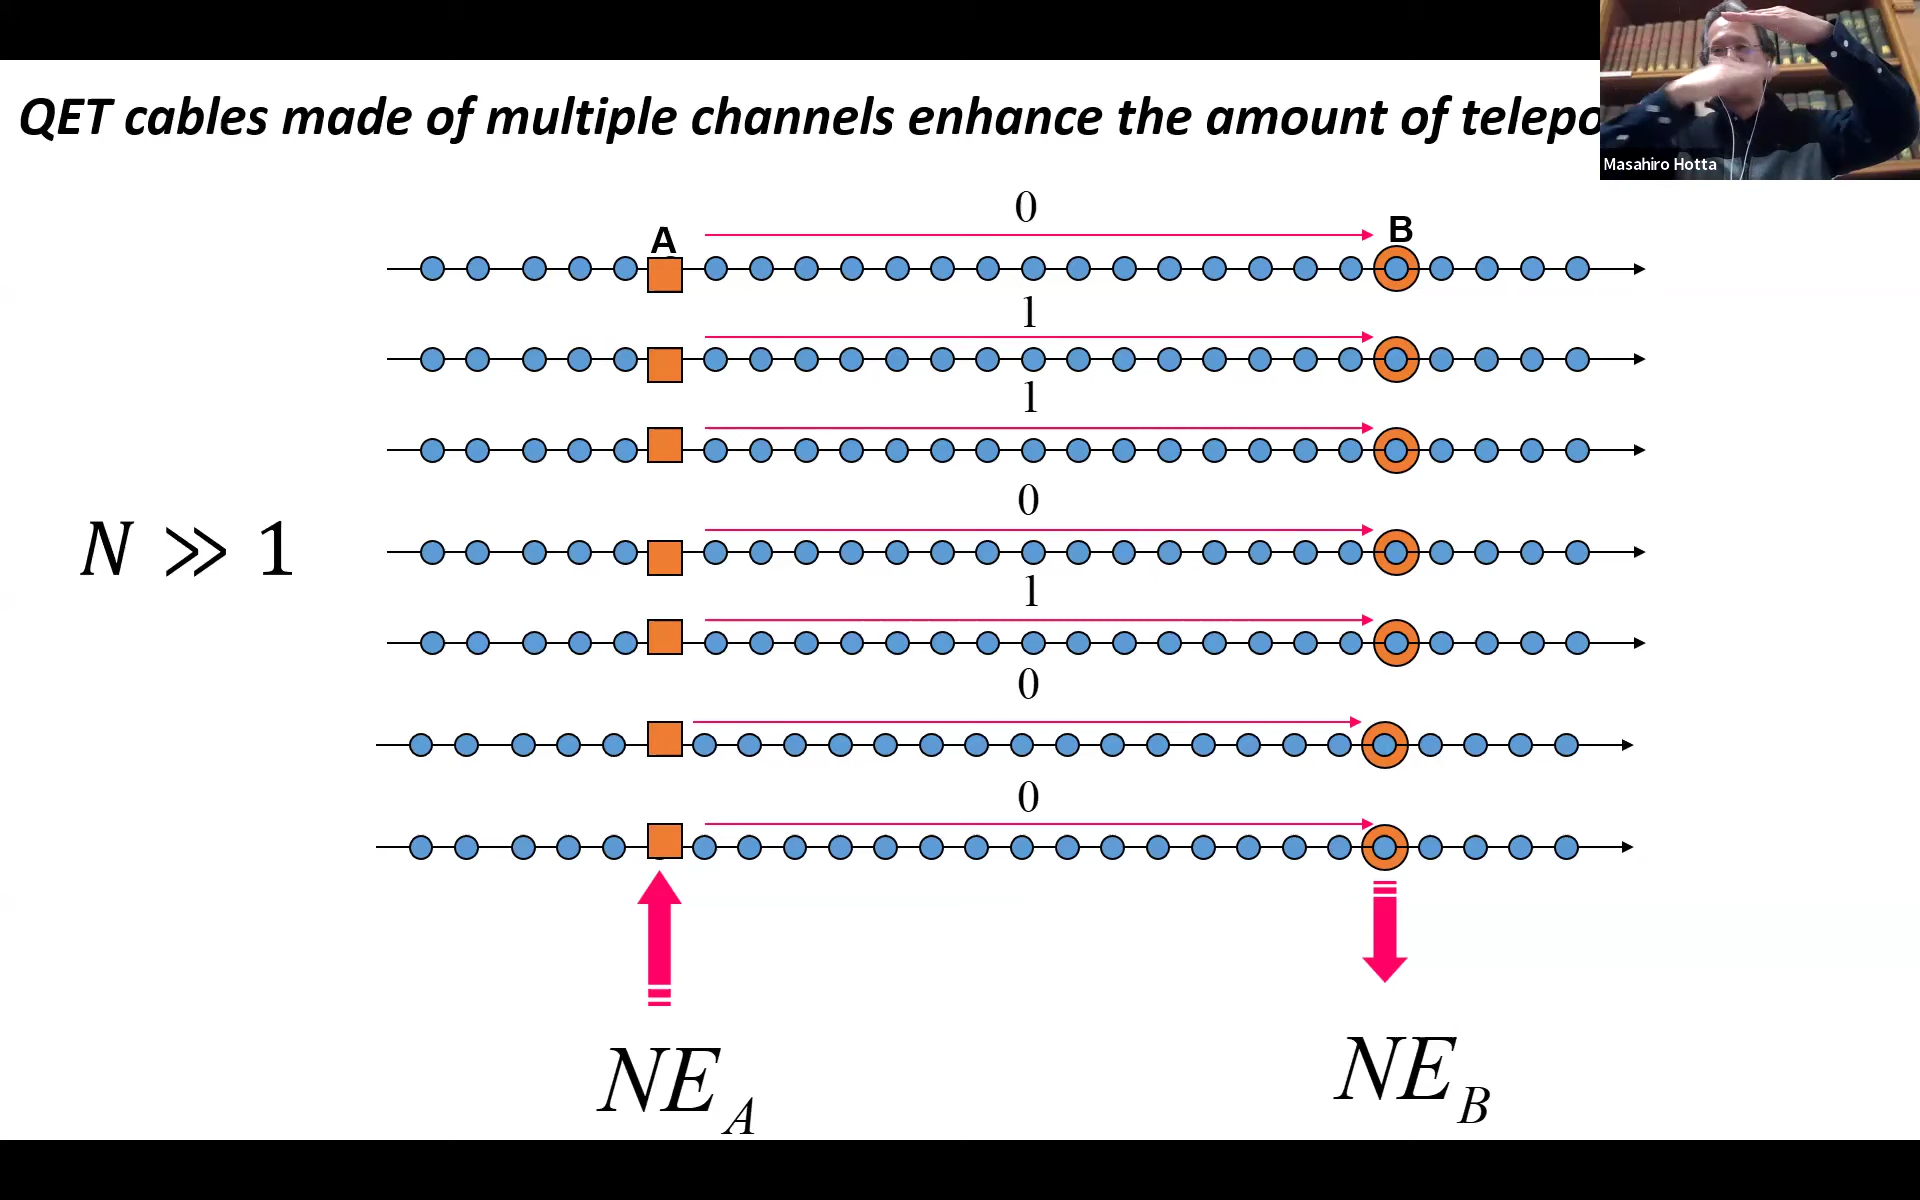 QET cables made of multiple channels enhance the amount of
Masahiro Hotta
0
A
B
1
1
0
N ≫ 1
1
0
0
NE_A
NE_B